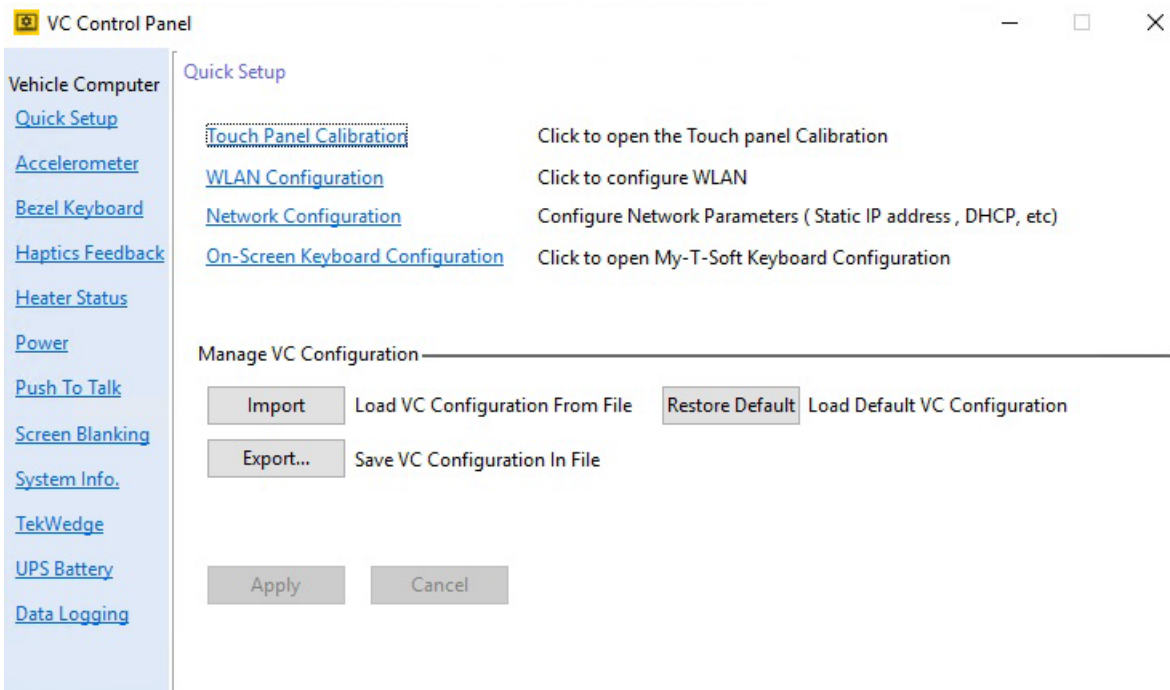 VC Control Panel
Vehicle Computer
Quick Setup
Accelerometer
Bezel Keyboard
Haptics Feedback
Heater Status
Power
Push To Talk
Screen Blanking
System Info.
TekWedge
UPS Battery
Data Logging
Quick Setup
Touch Panel Calibration Click to open the Touch panel Calibration
WLAN Configuration Click to configure WLAN
Network Configuration Configure Network Parameters ( Static IP address , DHCP, etc)
On-Screen Keyboard Configuration Click to open My-T-Soft Keyboard Configuration
Manage VC Configuration
Import Load VC Configuration From File Restore Default Load Default VC Configuration
Export... Save VC Configuration In File
Apply Cancel